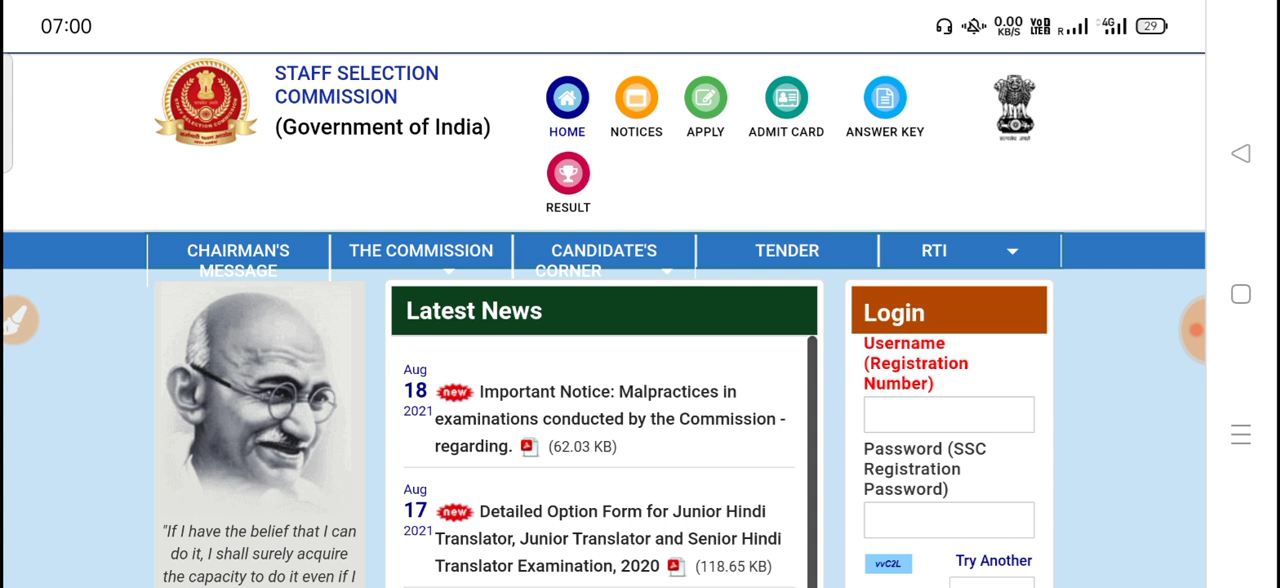 07:00
0.00
KB/S
VoD
LTE2
R
4G
29
STAFF SELECTION
COMMISSION
(Government of India)
HOME
NOTICES
APPLY
ADMIT CARD
ANSWER KEY
RESULT
CHAIRMAN'S
MESSAGE
THE COMMISSION
CANDIDATE'S
CORNER
TENDER
RTI
Latest News
Aug
18
2021
new Important Notice: Malpractices in
examinations conducted by the Commission -
regarding. (62.03 KB)
Aug
17
2021
new Detailed Option Form for Junior Hindi
Translator, Junior Translator and Senior Hindi
Translator Examination, 2020 (118.65 KB)
Login
Username
(Registration
Number)
Password (SSC
Registration
Password)
vvC2L
Try Another
"If I have the belief that I can
do it, I shall surely acquire
the capacity to do it even if I